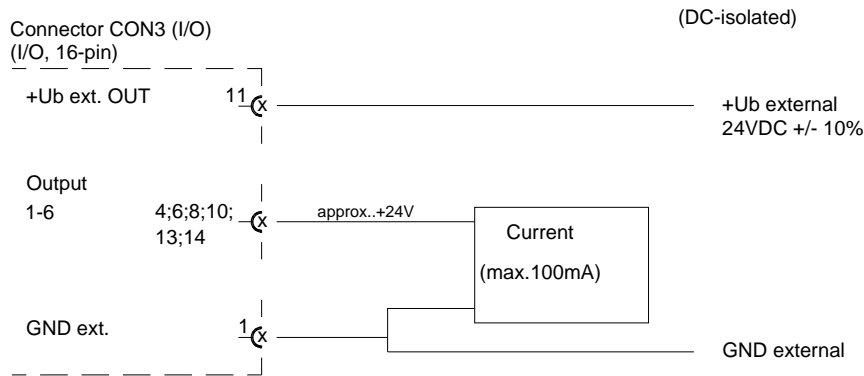 (DC-isolated)
Connector CON3 (I/O)
(I/O, 16-pin)
+Ub ext. OUT 11 x +Ub external
24VDC +/- 10%
Output
1-6 4;6;8;10; x approx..+24V
13;14
Current
(max.100mA)
GND ext. 1 x
GND external